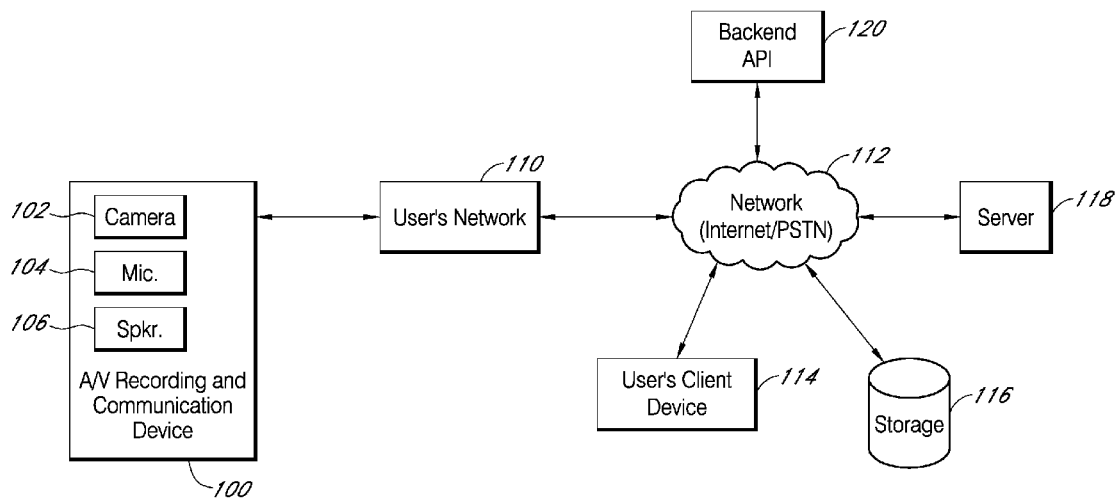 Backend
API
120
110
112
102
Camera
User's Network
Network
(Internet/PSTN)
Server
118
104
Mic.
106
Spkr.
A/V Recording and
Communication
Device
100
User's Client
Device
114
Storage
116